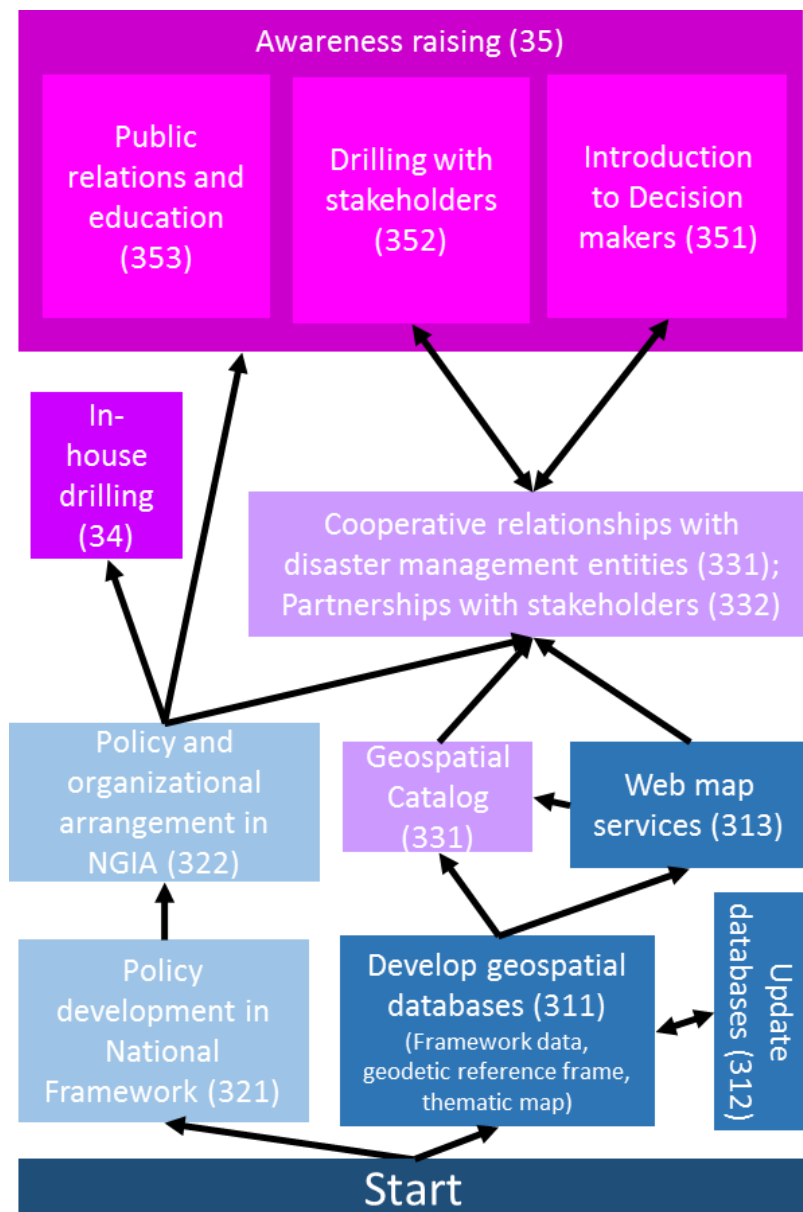 Awareness raising (35)
Public
relations and
education
(353)
Drilling with
stakeholders
(352)
Introduction
to Decision
makers (351)
In-
house
drilling
(34)
Cooperative relationships with
disaster management entities (331);
Partnerships with stakeholders (332)
Policy and
organizational
arrangement in
NGIA (322)
Geospatial
Catalog
(331)
Web map
services (313)
Policy
development in
National
Framework (321)
Develop geospatial
databases (311)
(Framework data,
geodetic reference frame,
thematic map)
Update
databases (312)
Start